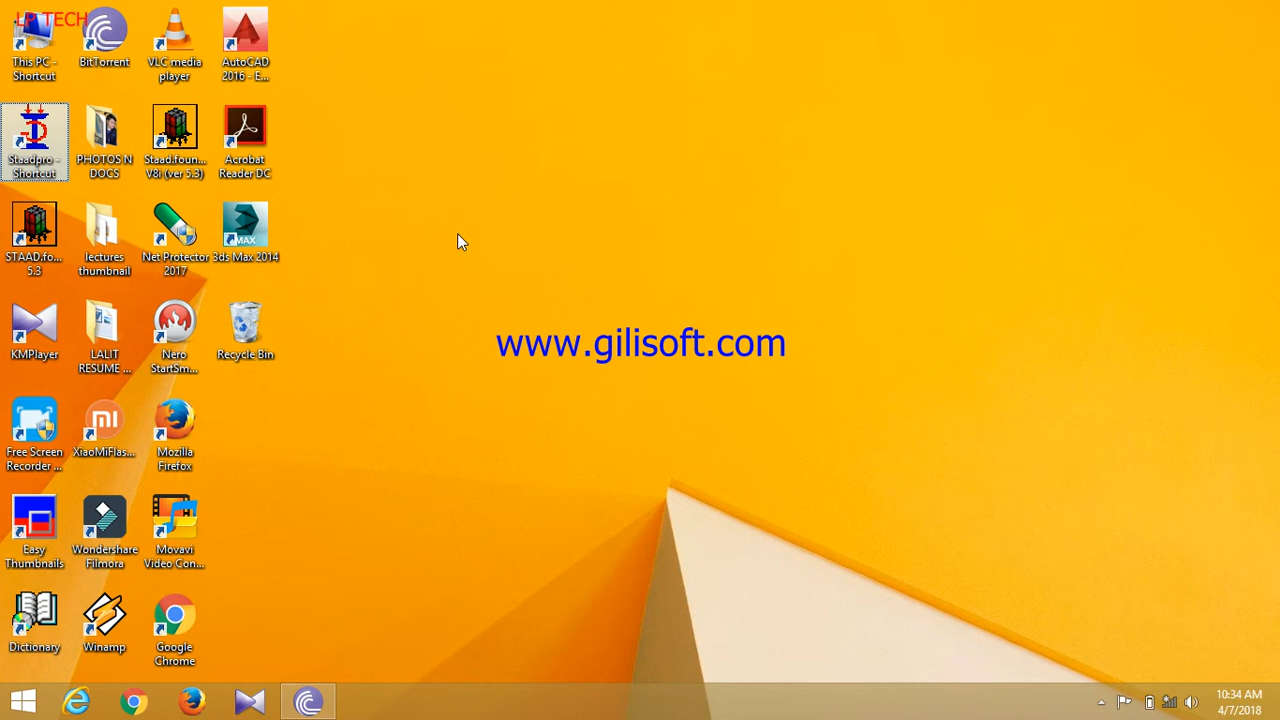 LP TECH
This PC -
Shortcut
BitTorrent
VLC media
player
AutoCAD
2016 - E...
Staadpro -
Shortcut
PHOTOS N
DOCS
Staad.foun...
V8i (ver 5.3)
Acrobat
Reader DC
STAAD.fo...
5.3
lectures
thumbnail
Net Protector
2017
MAX
3ds Max 2014
KMPlayer
LALIT
RESUME ...
Nero
StartSm...
Recycle Bin
www.gilisoft.com
Free Screen
Recorder ...
mi
XiaoMiFlas...
Mozilla
Firefox
Easy
Thumbnails
Wondershare
Filmora
Movavi
Video Con...
Dictionary
Winamp
Google
Chrome
10:34 AM
4/7/2018